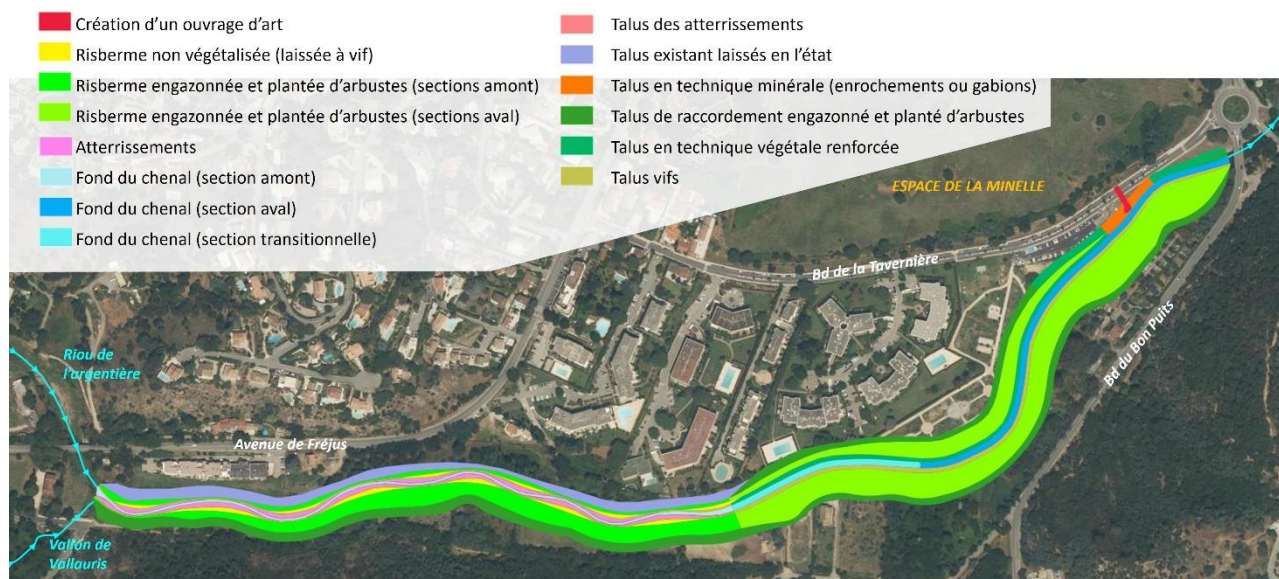 Création d'un ouvrage d'art
Risberme non végétalisée (laissée à vif)
Risberme engazonnée et plantée d'arbustes (sections amont)
Risberme engazonnée et plantée d'arbustes (sections aval)
Atterrissements
Fond du chenal (section amont)
Fond du chenal (section aval)
Fond du chenal (section transitionnelle)
Talus des atterrissements
Talus existant laissés en l'état
Talus en technique minérale (enrochements ou gabions)
Talus de raccordement engazonné et planté d'arbustes
Talus en technique végétale renforcée
Talus vifs
ESPACE DE LA MINELLE
Bd de la Tavernière
Bd du Bon Puits
Riou de
l'argentière
Avenue de Fréjus
Vallon de
Vallauris